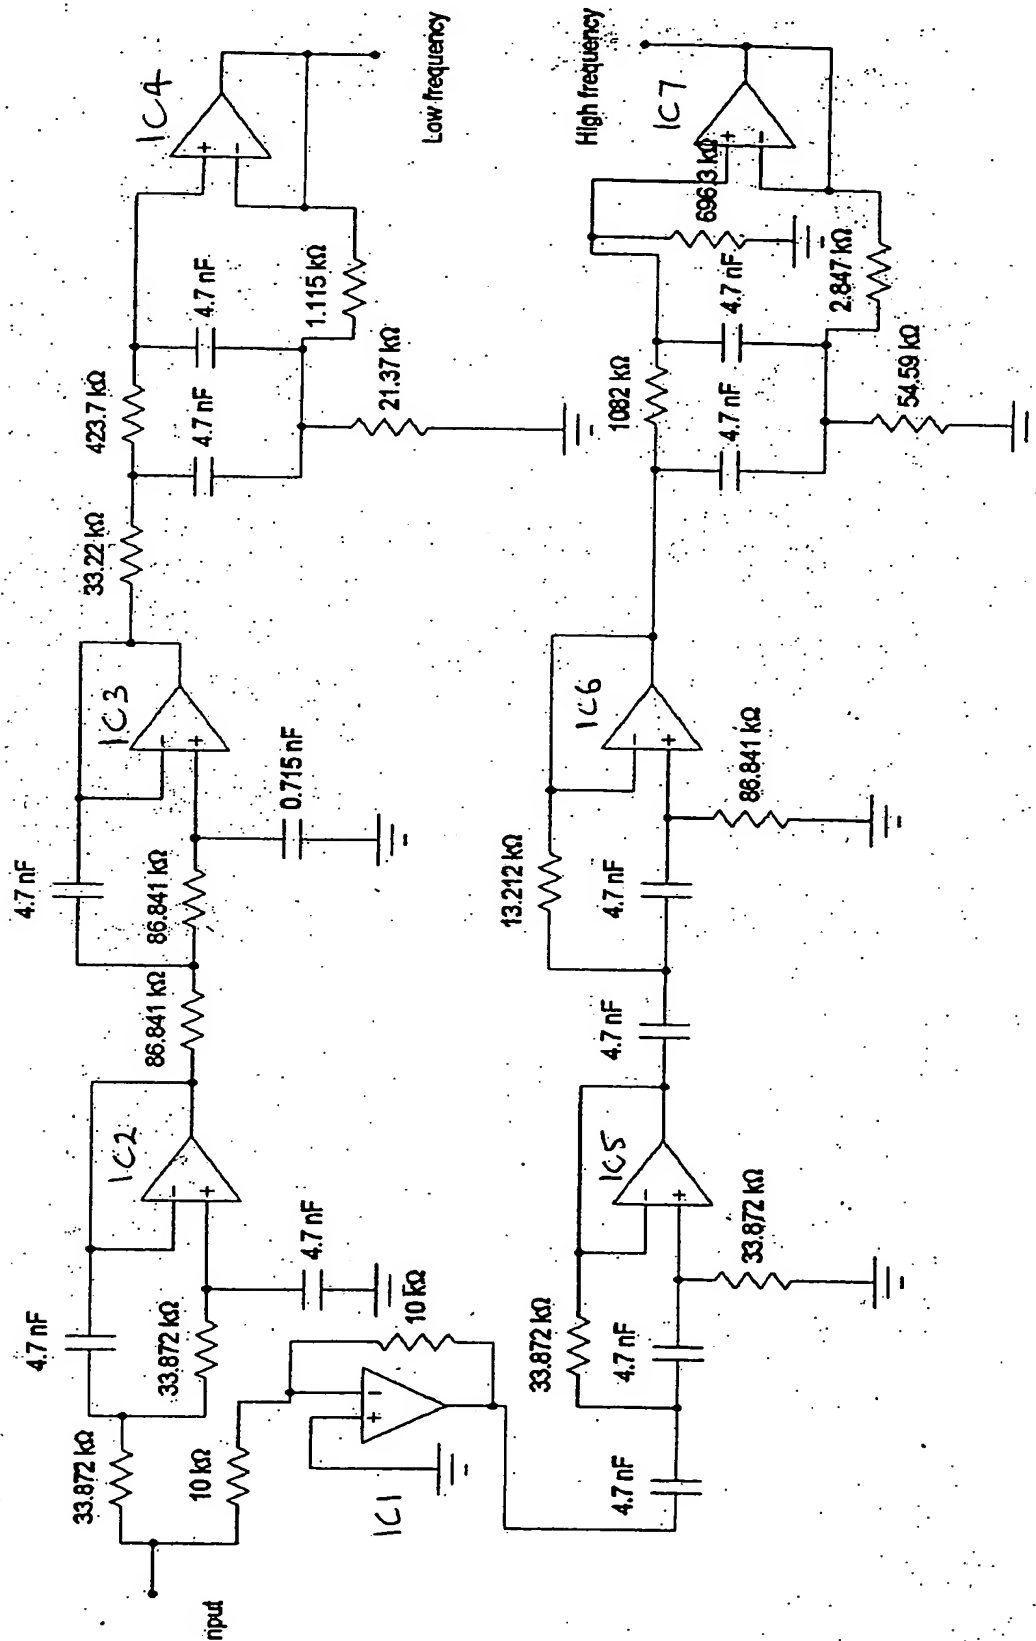 Input
33.872 kΩ
4.7 nF
33.872 kΩ
IC2
-
+
4.7 nF
86.841 kΩ
4.7 nF
86.841 kΩ
IC3
-
+
0.715 nF
33.22 kΩ
423.7 kΩ
4.7 nF
4.7 nF
21.37 kΩ
1.115 kΩ
IC4
+
-
Low frequency
10 kΩ
IC1
+
-
10 kΩ
4.7 nF
4.7 nF
33.872 kΩ
IC5
-
+
33.872 kΩ
4.7 nF
4.7 nF
13.212 kΩ
IC6
-
+
86.841 kΩ
1082 kΩ
4.7 nF
4.7 nF
54.59 kΩ
2.847 kΩ
696.3 kΩ
IC7
+
-
High frequency